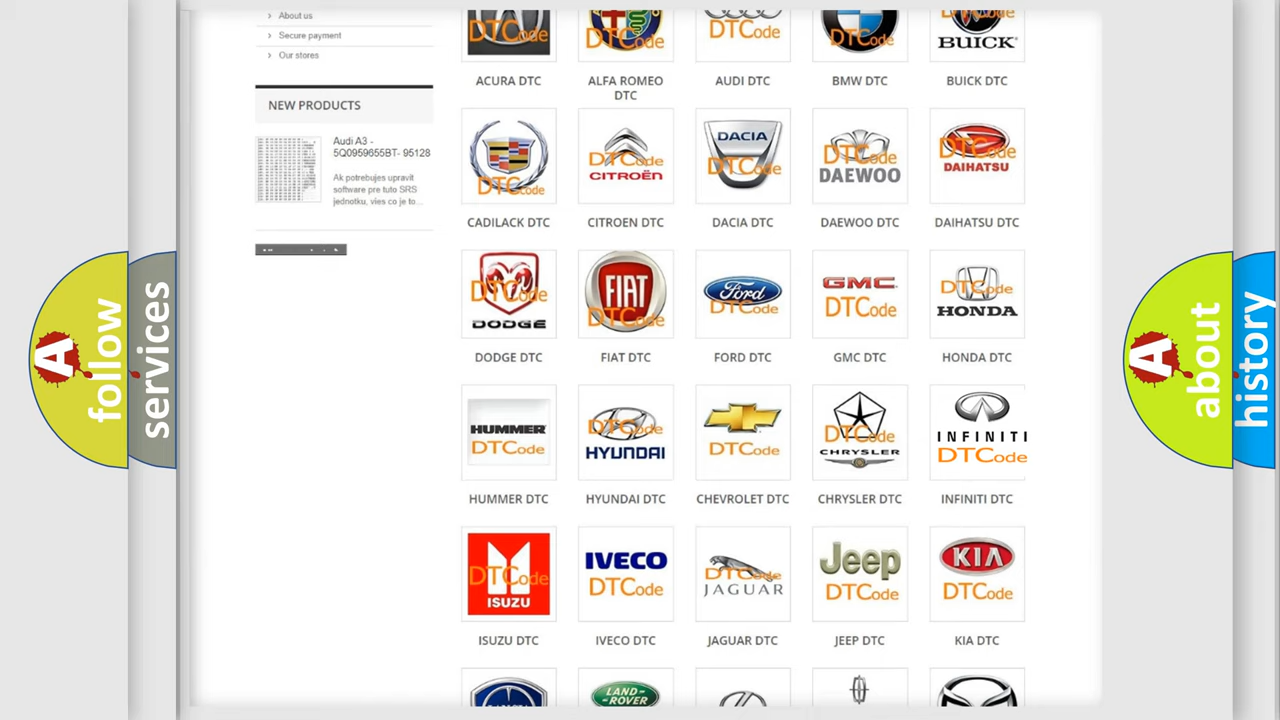 About us
Secure payment
Our stores
NEW PRODUCTS
Audi A3 -
5Q0959655BT- 95128
Ak potrebujes upravit
software pre tuto SRS
jednotku, vies co je to...
DTCode
DTCode
DTCode
DTCode
BUICK
ACURA DTC
ALFA ROMEO
DTC
AUDI DTC
BMW DTC
BUICK DTC
DTCode
DTCode
CITROËN
DACIA
DTCode
DTCode
DAEWOO
DTCode
DAIHATSU
CADILACK DTC
CITROEN DTC
DACIA DTC
DAEWOO DTC
DAIHATSU DTC
DTCode
DODGE
FIAT
DTCode
Ford
DTCode
GMC
DTCode
DTCode
HONDA
DODGE DTC
FIAT DTC
FORD DTC
GMC DTC
HONDA DTC
HUMMER
DTCode
DTCode
HYUNDAI
DTCode
DTCode
CHRYSLER
INFINITI
DTCode
HUMMER DTC
HYUNDAI DTC
CHEVROLET DTC
CHRYSLER DTC
INFINITI DTC
DTCode
ISUZU
IVECO
DTCode
DTCode
JAGUAR
Jeep
DTCode
KIA
DTCode
ISUZU DTC
IVECO DTC
JAGUAR DTC
JEEP DTC
KIA DTC
LAND-
ROVER
A
follow
services
A
about
history